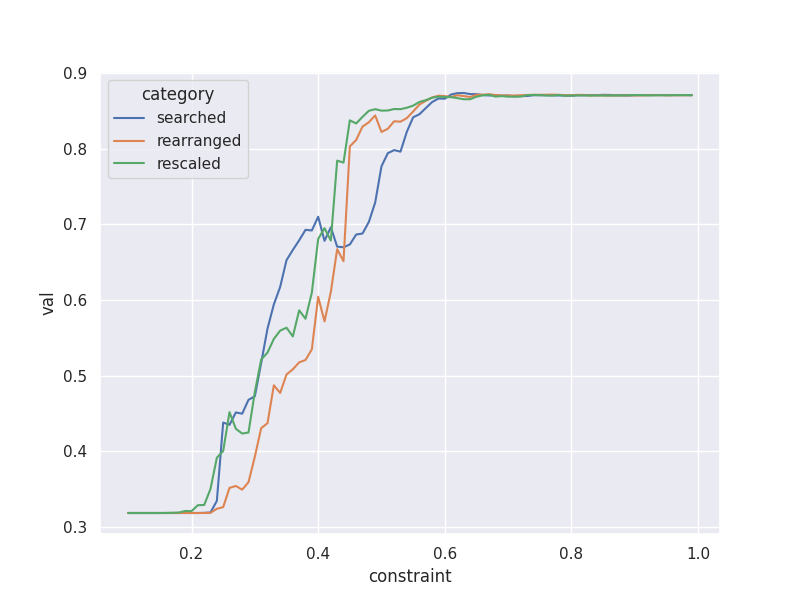 0.9
0.8
0.7
0.6
0.5
0.4
0.3
val
category
searched
rearranged
rescaled
0.2 0.4 0.6 0.8 1.0
constraint